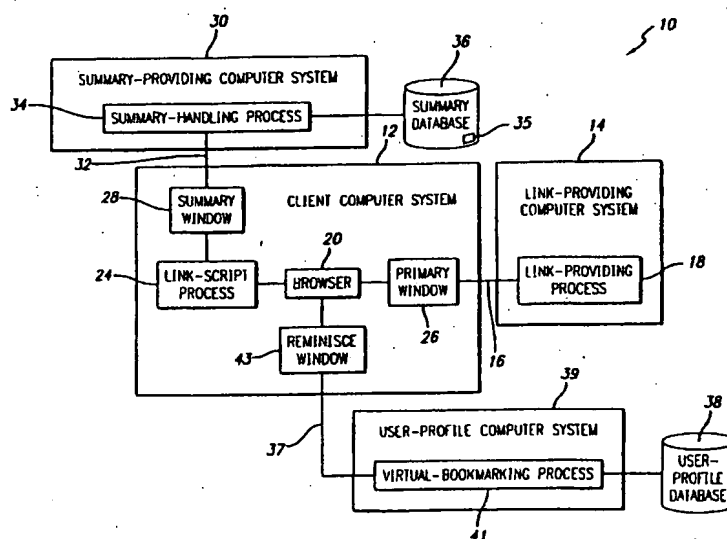 10
30
SUMMARY-PROVIDING COMPUTER SYSTEM
34
SUMMARY-HANDLING PROCESS
36
SUMMARY
DATABASE
35
32
12
CLIENT COMPUTER SYSTEM
28
SUMMARY
WINDOW
24
LINK-SCRIPT
PROCESS
20
BROWSER
PRIMARY
WINDOW
26
16
14
LINK-PROVIDING
COMPUTER SYSTEM
LINK-PROVIDING
PROCESS
18
43
REMINISCE
WINDOW
37
39
USER-PROFILE COMPUTER SYSTEM
VIRTUAL-BOOKMARKING PROCESS
41
38
USER-
PROFILE
DATABASE